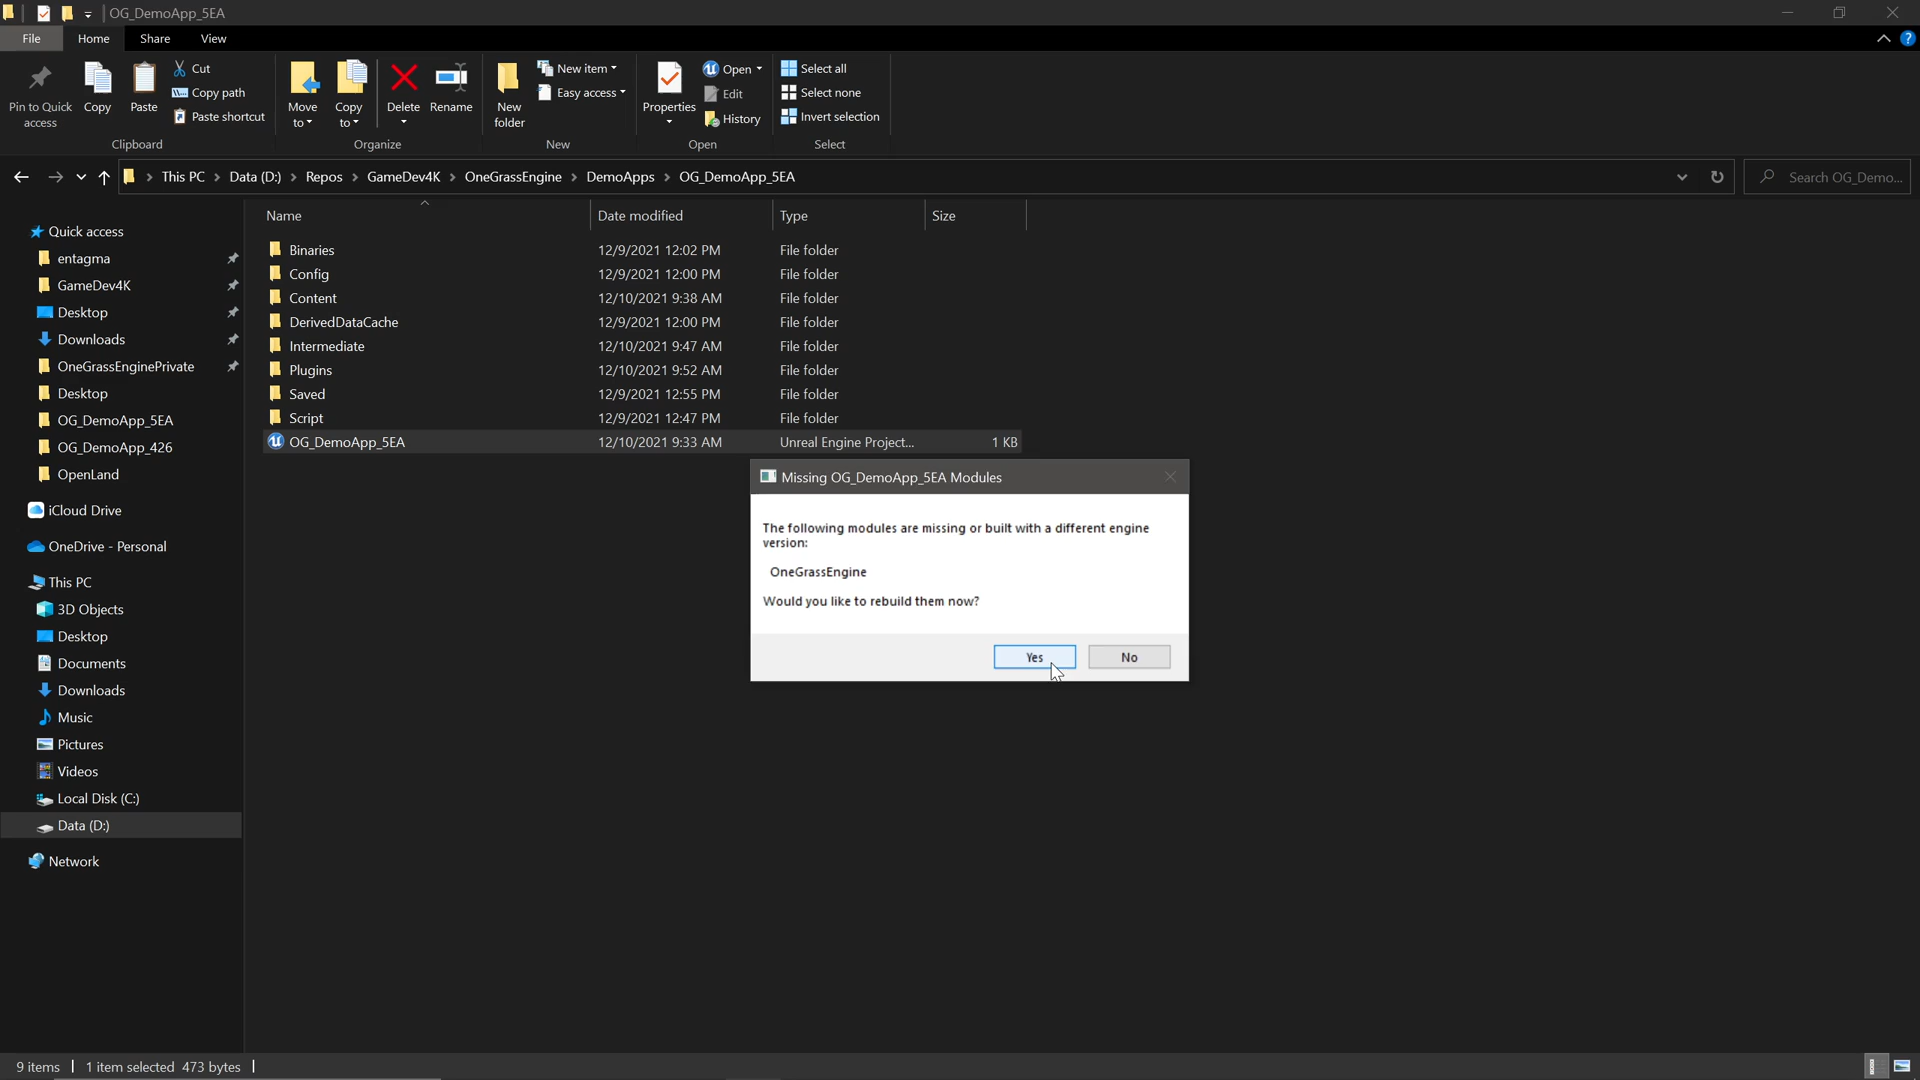 OG_DemoApp_5EA
File
Home
Share
View
Pin to Quick
access
Copy
Paste
Cut
Copy path
Paste shortcut
Clipboard
Move
to
Copy
to
Delete
Rename
Organize
New
folder
New item
Easy access
New
Properties
Open
Edit
History
Open
Select all
Select none
Invert selection
Select
This PC > Data (D:) > Repos > GameDev4K > OneGrassEngine > DemoApps > OG_DemoApp_5EA
Search OG_Demo...
Quick access
entagma
GameDev4K
Desktop
Downloads
OneGrassEnginePrivate
Desktop
OG_DemoApp_5EA
OG_DemoApp_426
OpenLand
iCloud Drive
OneDrive - Personal
This PC
3D Objects
Desktop
Documents
Downloads
Music
Pictures
Videos
Local Disk (C:)
Data (D:)
Network
Name Date modified Type Size
Binaries 12/9/2021 12:02 PM File folder
Config 12/9/2021 12:00 PM File folder
Content 12/10/2021 9:38 AM File folder
DerivedDataCache 12/9/2021 12:00 PM File folder
Intermediate 12/10/2021 9:47 AM File folder
Plugins 12/10/2021 9:52 AM File folder
Saved 12/9/2021 12:55 PM File folder
Script 12/9/2021 12:47 PM File folder
OG_DemoApp_5EA 12/10/2021 9:33 AM Unreal Engine Project... 1 KB
Missing OG_DemoApp_5EA Modules
The following modules are missing or built with a different engine
version:
OneGrassEngine
Would you like to rebuild them now?
Yes
No
9 items
1 item selected 473 bytes